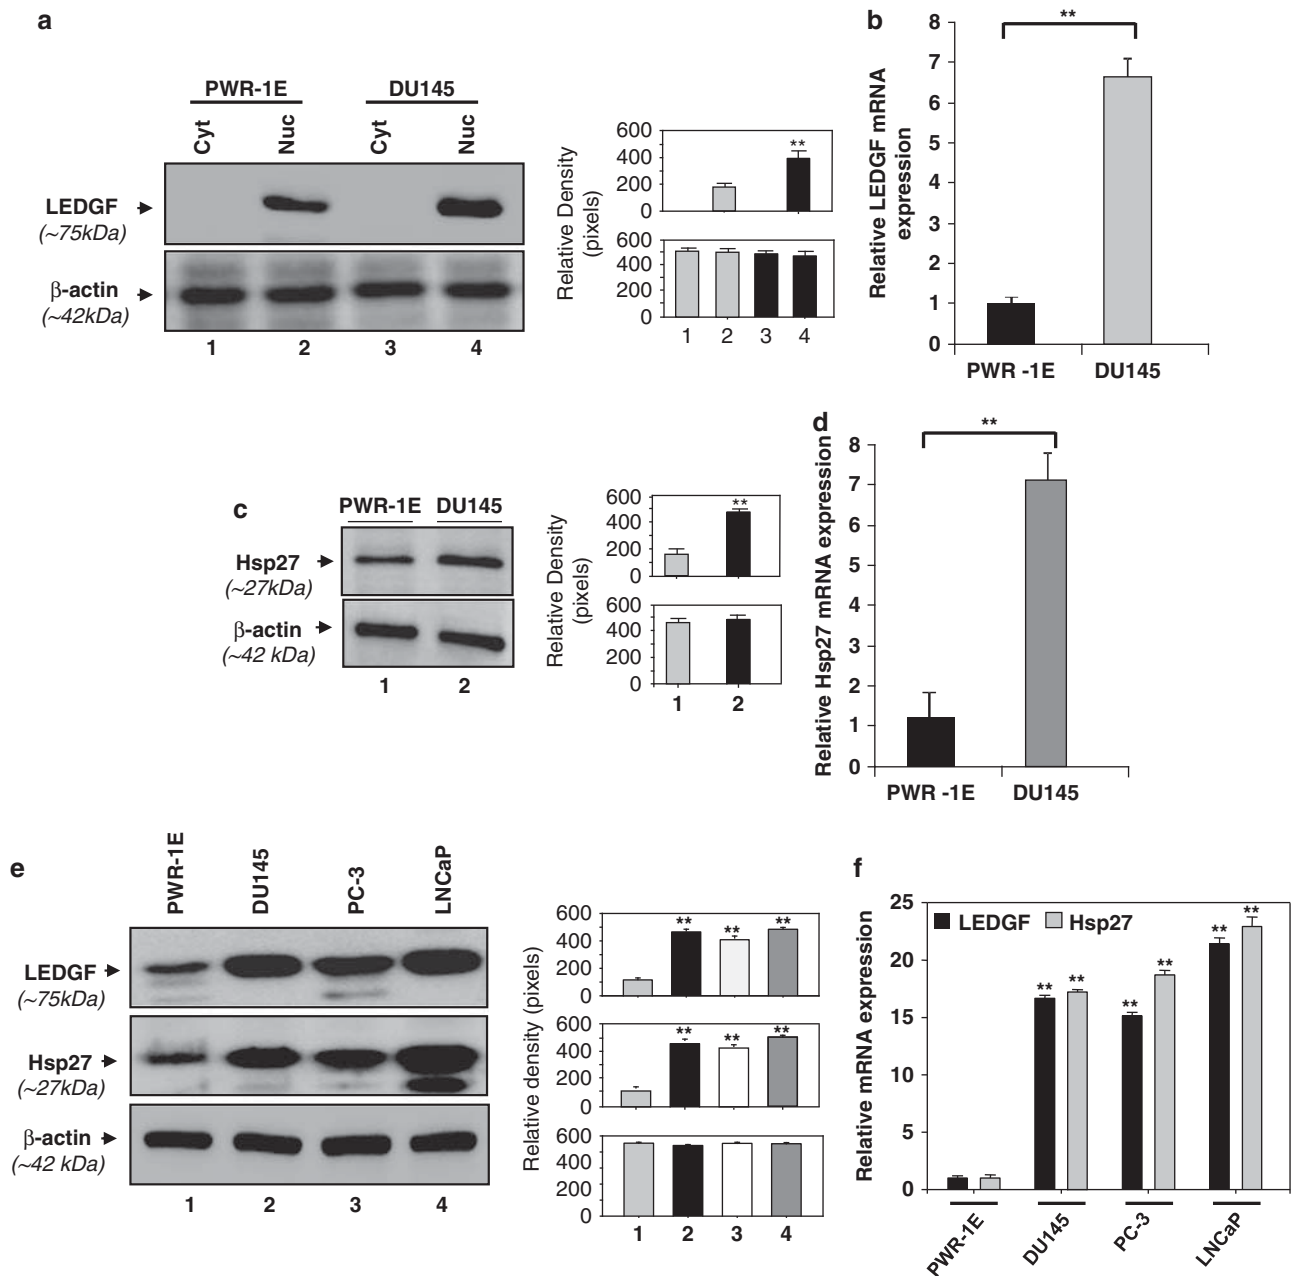 a
PWR-1E DU145
Cyt Nuc Cyt Nuc
LEDGF
(~75kDa)
β-actin
(~42kDa)
1 2 3 4
Relative Density
(pixels)
600
400
200
0
**
600
400
200
0
1 2 3 4
b
Relative LEDGF mRNA
expression
8
7
6
5
4
3
2
1
0
**
PWR -1E DU145
c
PWR-1E DU145
Hsp27
(~27kDa)
β-actin
(~42 kDa)
1 2
Relative Density
(pixels)
600
400
200
0
**
600
400
200
0
1 2
d
Relative Hsp27 mRNA expression
8
7
6
5
4
3
2
1
0
**
PWR -1E DU145
e
PWR-1E DU145 PC-3 LNCaP
LEDGF
(~75kDa)
Hsp27
(~27kDa)
β-actin
(~42 kDa)
1 2 3 4
Relative density (pixels)
600
400
200
0
** ** **
600
400
200
0
** ** **
600
400
200
0
1 2 3 4
f
Relative mRNA expression
25
20
15
10
5
0
LEDGF Hsp27
** ** ** ** ** **
PWR-1E DU145 PC-3 LNCaP